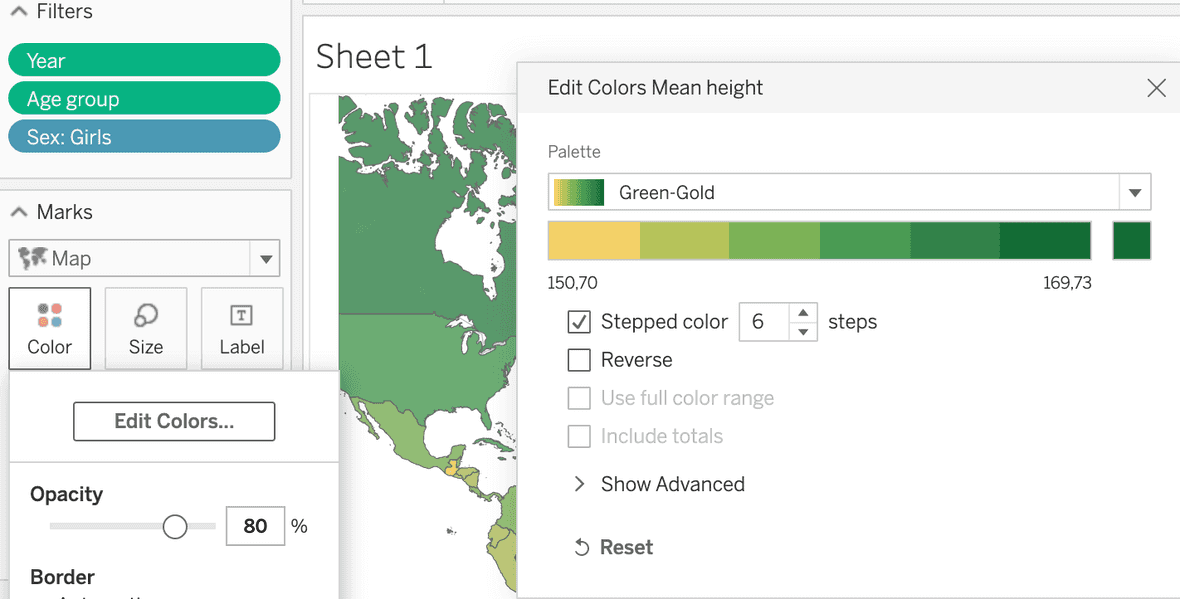 Filters
Year
Age group
Sex: Girls
Marks
Map
Color
Size
T
Label
Edit Colors...
Opacity
80 %
Border
Sheet 1
Edit Colors Mean height
Palette
Green-Gold
150,70
169,73
Stepped color 6 steps
Reverse
Use full color range
Include totals
Show Advanced
Reset